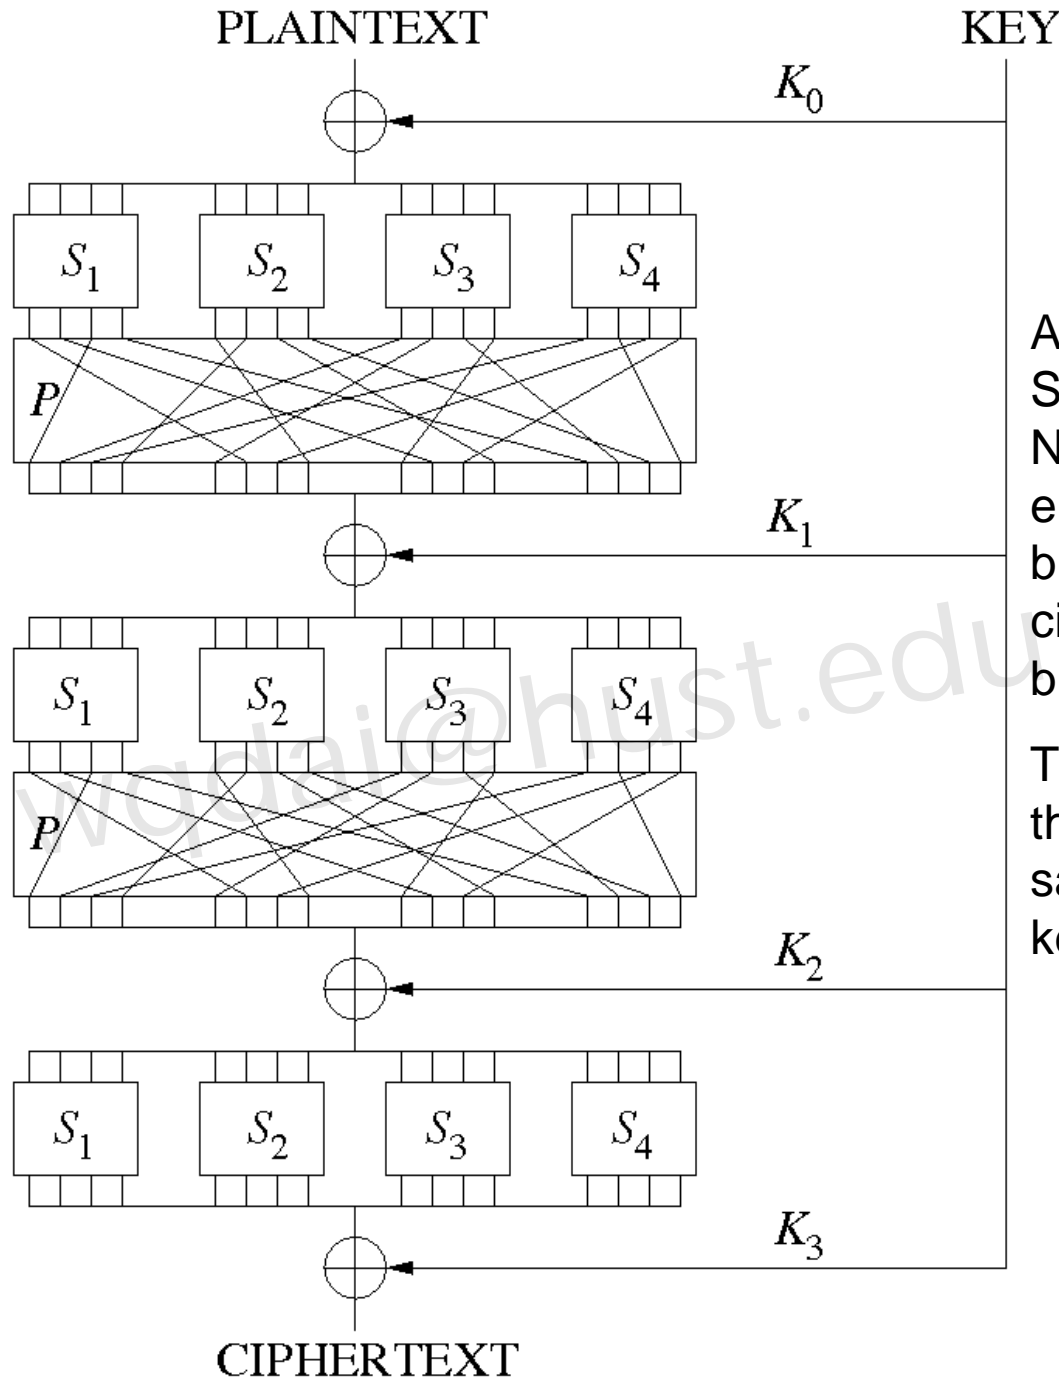 PLAINTEXT KEY
K0
S1 S2 S3 S4
P
K1
S1 S2 S3 S4
P
K2
S1 S2 S3 S4
K3
CIPHERTEXT
A
S
N
e
b
ci
b
T
th
sa
ke
wqdai@hust.edu